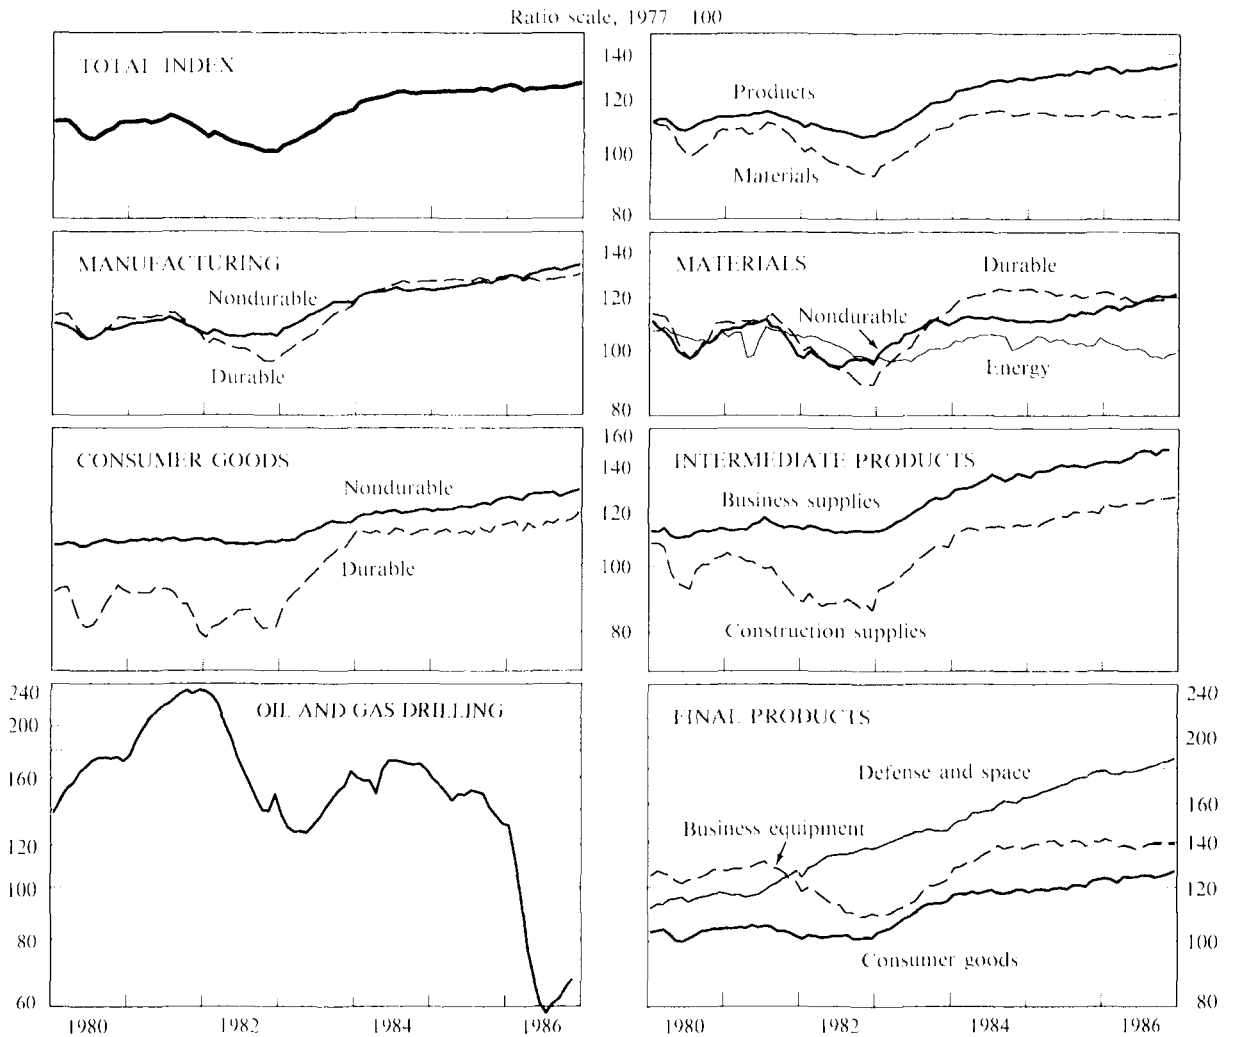 Ratio scale, 1977 100
TOTAL INDEX
140
120
100
80
Products
Materials
MANUFACTURING
Nondurable
Durable
140
120
100
80
MATERIALS
Durable
Nondurable
Energy
CONSUMER GOODS
Nondurable
Durable
160
140
120
100
80
INTERMEDIATE PRODUCTS
Business supplies
Construction supplies
240
200
160
120
100
80
60
OIL AND GAS DRILLING
1980 1982 1984 1986
FINAL PRODUCTS
Defense and space
Business equipment
Consumer goods
240
200
160
140
120
100
80
1980 1982 1984 1986